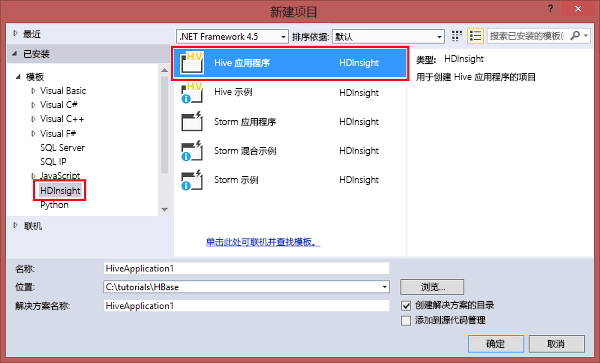 新建项目
? ×
最近
.NET Framework 4.5 排序依据: 默认 搜索已安装的模板(
已安装
模板
Visual Basic
Visual C#
Visual C++
Visual F#
SQL Server
SQL IP
JavaScript
HDInsight
Python
联机
Hive 应用程序 HDInsight
Hive 示例 HDInsight
Storm 应用程序 HDInsight
Storm 混合示例 HDInsight
Storm 示例 HDInsight
单击此处可联机并查找模板。
类型: HDInsight
用于创建 Hive 应用程序的项目
名称: HiveApplication1
位置: C:\tutorials\HBase 浏览...
解决方案名称: HiveApplication1
创建解决方案的目录
添加到源代码管理
确定 取消